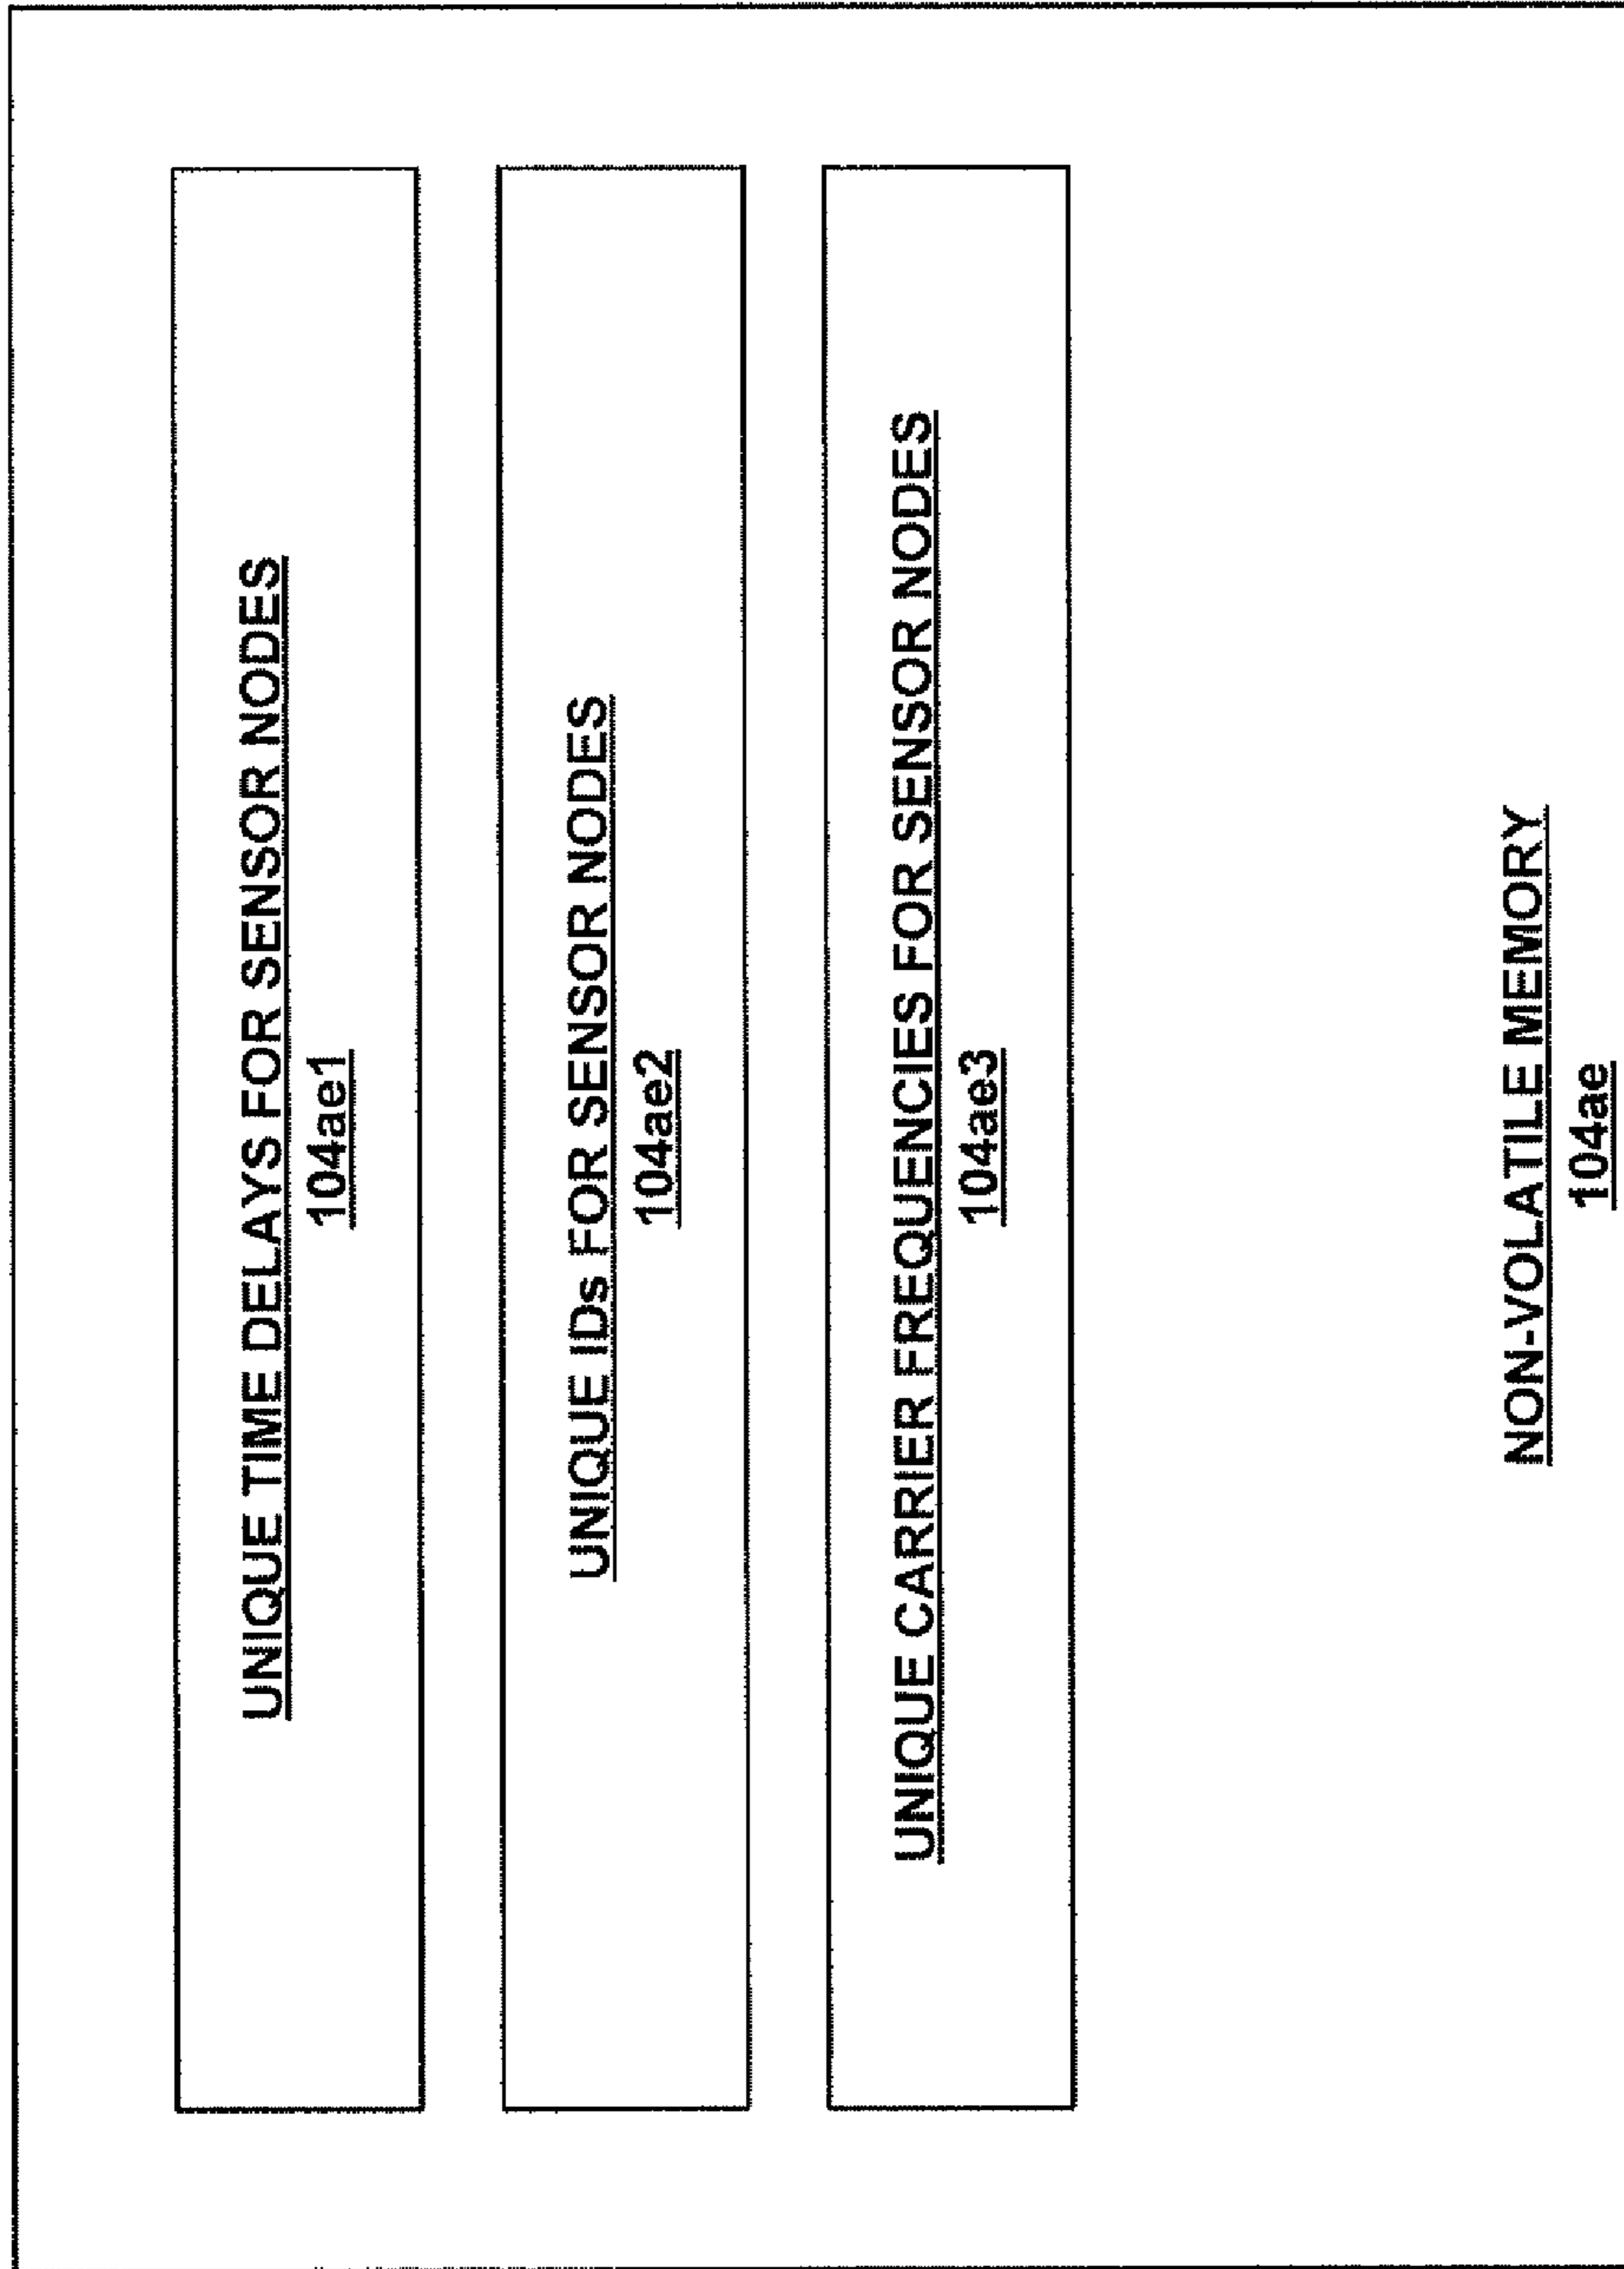 UNIQUE TIME DELAYS FOR SENSOR NODES
104ae1
UNIQUE IDs FOR SENSOR NODES
104ae2
UNIQUE CARRIER FREQUENCIES FOR SENSOR NODES
104ae3
NON-VOLATILE MEMORY
104ae